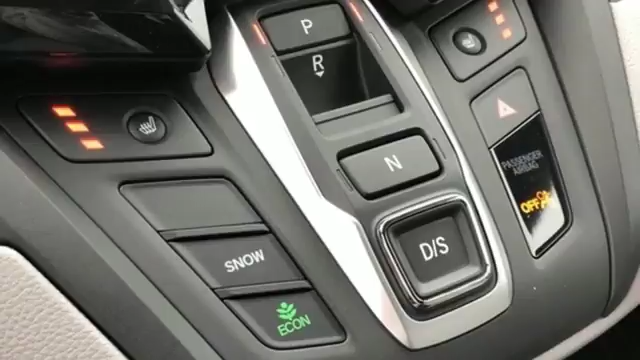 P
R
N
D/S
SNOW
ECON
PASSENGER
AIRBAG
OFF